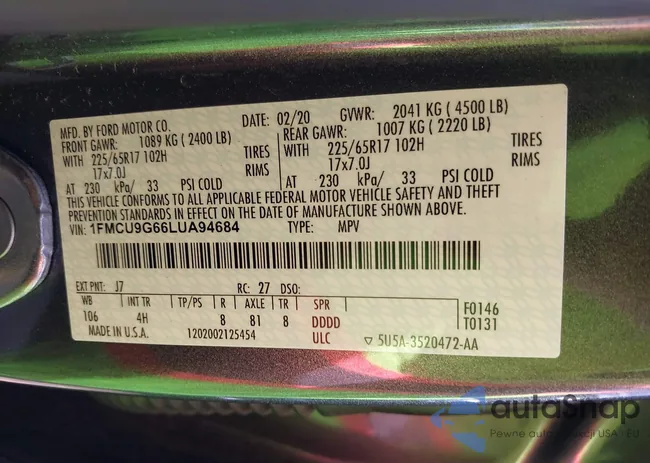 MFD. BY FORD MOTOR CO. DATE: 02/20 GVWR: 2041 KG ( 4500 LB)
FRONT GAWR: 1089 KG ( 2400 LB) REAR GAWR: 1007 KG ( 2220 LB)
WITH 225/65R17 102H TIRES WITH 225/65R17 102H TIRES
17x7.0J RIMS 17x7.0J RIMS
AT 230 kPa/ 33 PSI COLD AT 230 kPa/ 33 PSI COLD
THIS VEHICLE CONFORMS TO ALL APPLICABLE FEDERAL MOTOR VEHICLE SAFETY AND THEFT
PREVENTION STANDARDS IN EFFECT ON THE DATE OF MANUFACTURE SHOWN ABOVE.
VIN: 1FMCU9G66LUA94684 TYPE: MPV
EXT PNT: J7 RC: 27 DSO:
WB INT TR TP/PS R AXLE TR SPR F0146
106 4H 8 81 8 DDDD T0131
MADE IN U.S.A. 1202002125454 ULC ▽ 5U5A-3520472-AA
autoSnap
Pewne auta z aukcji USA i EU